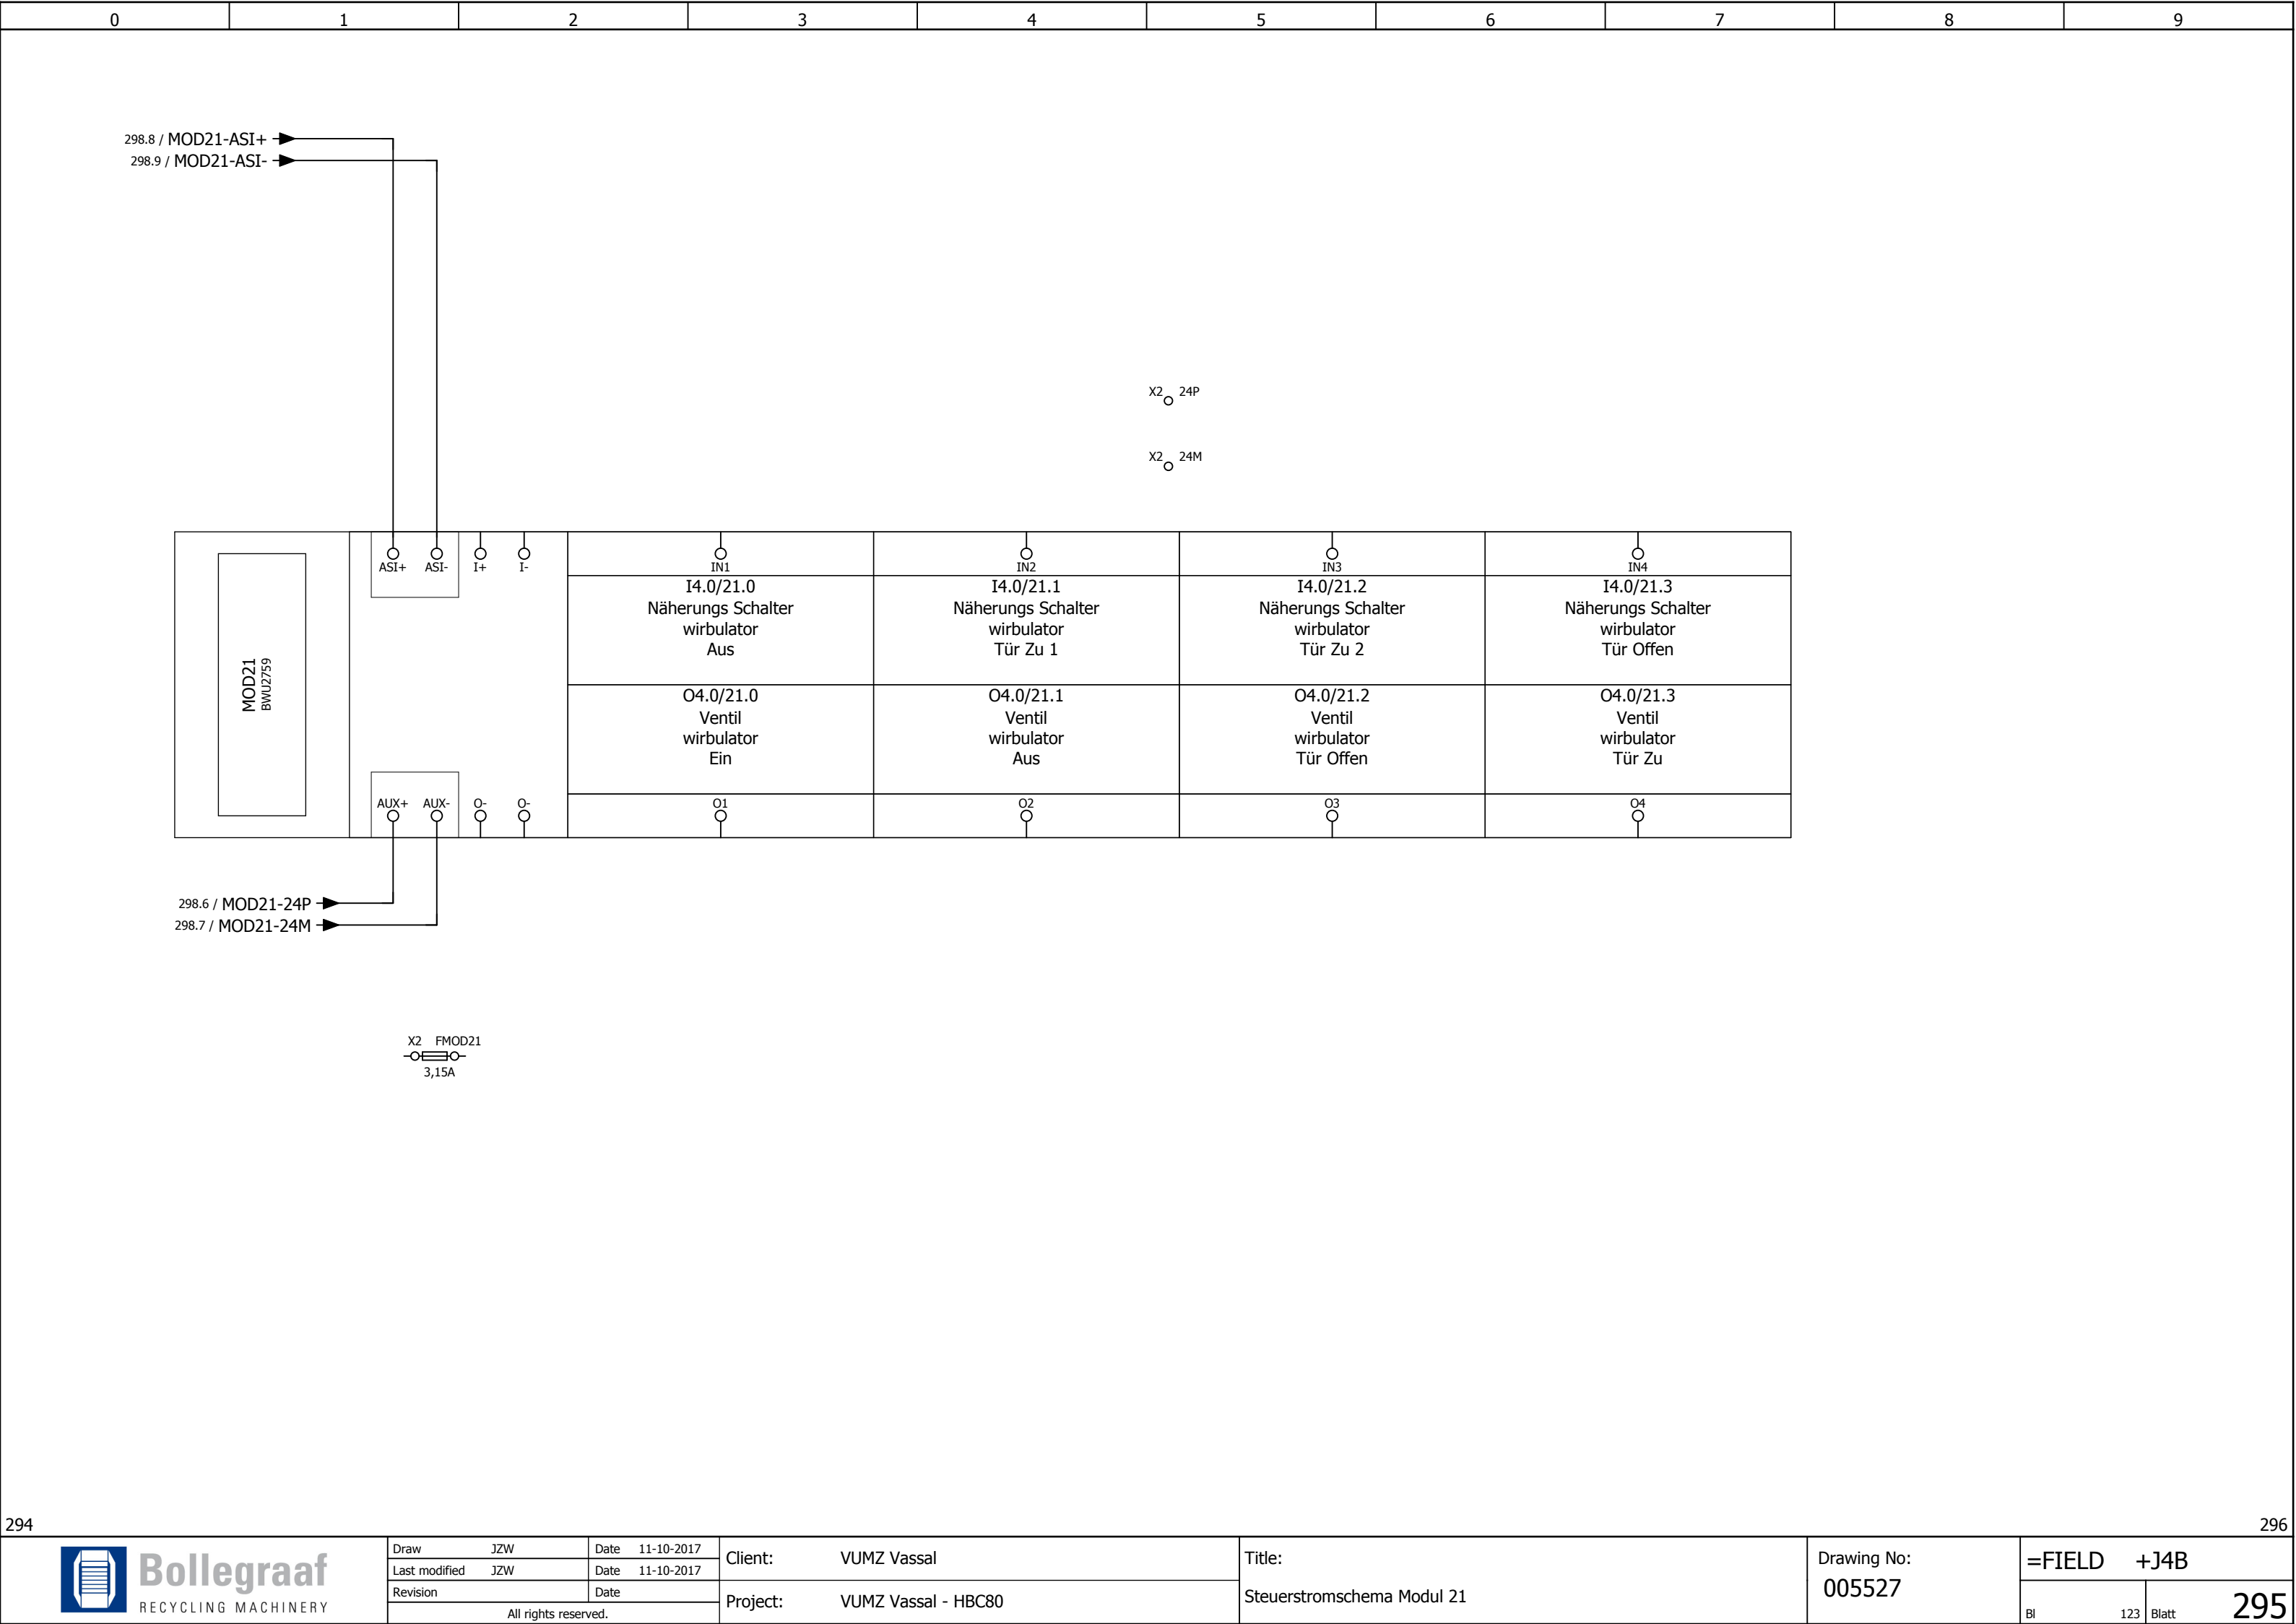 0 1 2 3 4 5 6 7 8 9
298.8 / MOD21-ASI+
298.9 / MOD21-ASI-
X2 24P
X2 24M
ASI+ ASI- I+ I- IN1 IN2 IN3 IN4
MOD21
BWU2759
I4.0/21.0
Näherungs Schalter
wirbulator
Aus
I4.0/21.1
Näherungs Schalter
wirbulator
Tür Zu 1
I4.0/21.2
Näherungs Schalter
wirbulator
Tür Zu 2
I4.0/21.3
Näherungs Schalter
wirbulator
Tür Offen
O4.0/21.0
Ventil
wirbulator
Ein
O4.0/21.1
Ventil
wirbulator
Aus
O4.0/21.2
Ventil
wirbulator
Tür Offen
O4.0/21.3
Ventil
wirbulator
Tür Zu
AUX+ AUX- O- O- O1 O2 O3 O4
298.6 / MOD21-24P
298.7 / MOD21-24M
X2 FMOD21
3,15A
294
296
Bollegraaf
RECYCLING MACHINERY
Draw JZW Date 11-10-2017
Last modified JZW Date 11-10-2017
Revision Date
All rights reserved.
Client: VUMZ Vassal
Project: VUMZ Vassal - HBC80
Title:
Steuerstromschema Modul 21
Drawing No:
005527
=FIELD +J4B
Bl 123 Blatt 295